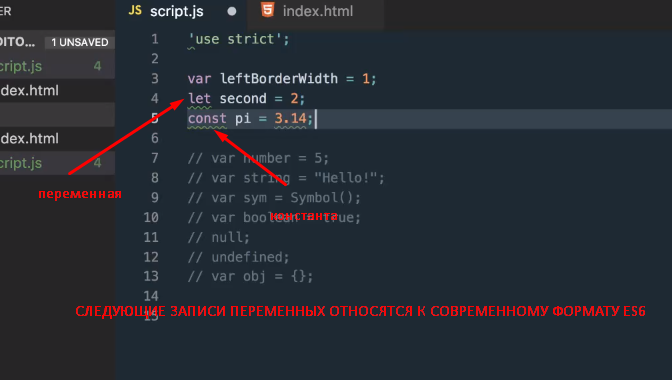 ER
JS script.js
index.html
DITO... 1 UNSAVED
cript.js 4
dex.html
dex.html
cript.js 4
1 'use strict';
2
3 var leftBorderWidth = 1;
4 let second = 2;
5 const pi = 3.14;
6
7 // var number = 5;
8 // var string = "Hello!";
9 // var sym = Symbol();
10 // var boolean = true;
11 // null;
12 // undefined;
13 // var obj = {};
14
15
переменная
константа
СЛЕДУЮЩИЕ ЗАПИСИ ПЕРЕМЕННЫХ ОТНОСЯТСЯ К СОВРЕМЕННОМУ ФОРМАТУ ES6